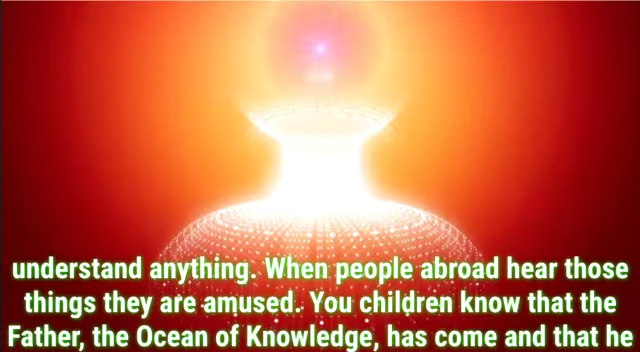 understand anything. When people abroad hear those
things they are amused. You children know that the
Father, the Ocean of Knowledge, has come and that he